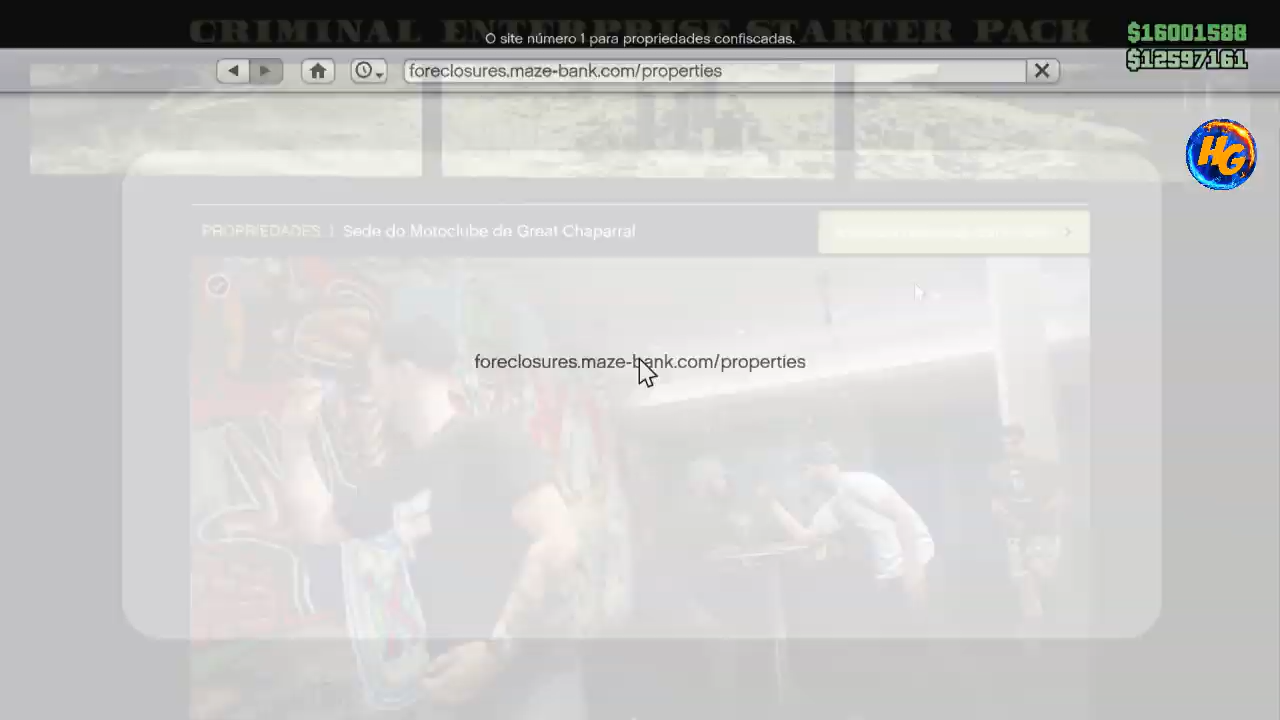 CRIMINAL ENTERPRISE STARTER PACK
O site número 1 para propriedades confiscadas.
$16001588
$12597161
foreclosures.maze-bank.com/properties
HG
PROPRIEDADES | Sede do Motoclube de Great Chaparral
foreclosures.maze-bank.com/properties